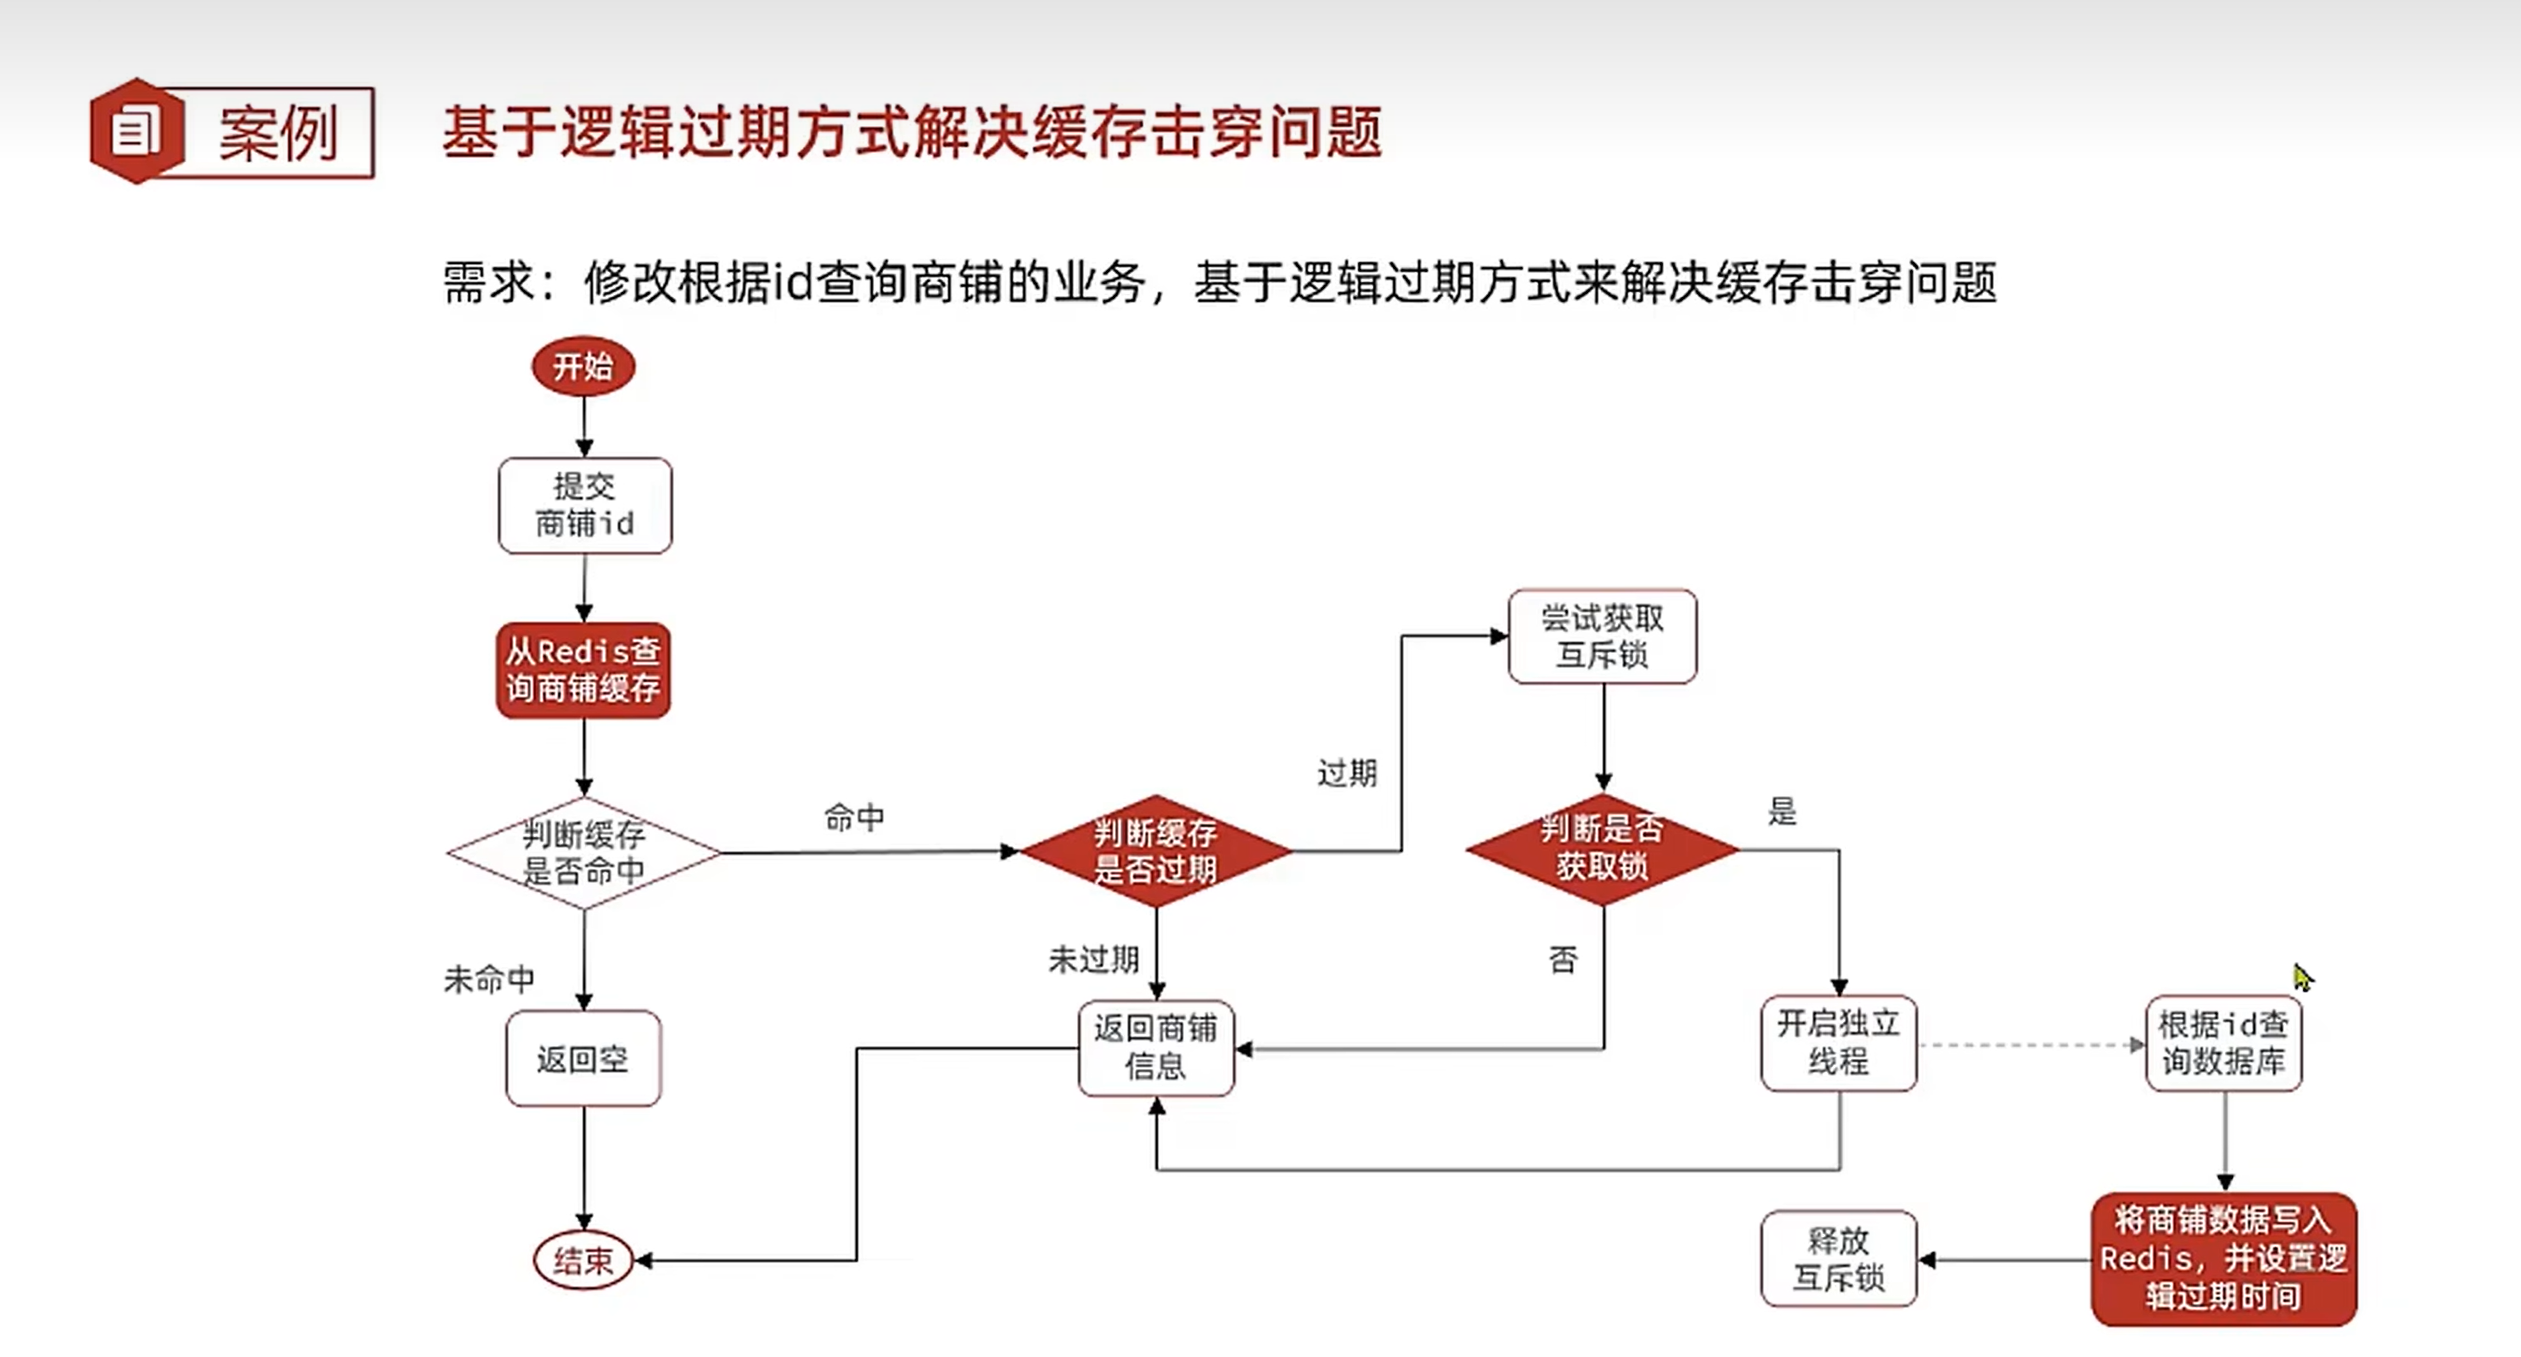 案例
基于逻辑过期方式解决缓存击穿问题
需求：修改根据id查询商铺的业务，基于逻辑过期方式来解决缓存击穿问题
开始
提交
商铺id
从Redis查
询商铺缓存
判断缓存
是否命中
命中
未命中
返回空
结束
判断缓存
是否过期
过期
未过期
返回商铺
信息
尝试获取
互斥锁
判断是否
获取锁
是
否
开启独立
线程
根据id查
询数据库
将商铺数据写入
Redis，并设置逻
辑过期时间
释放
互斥锁